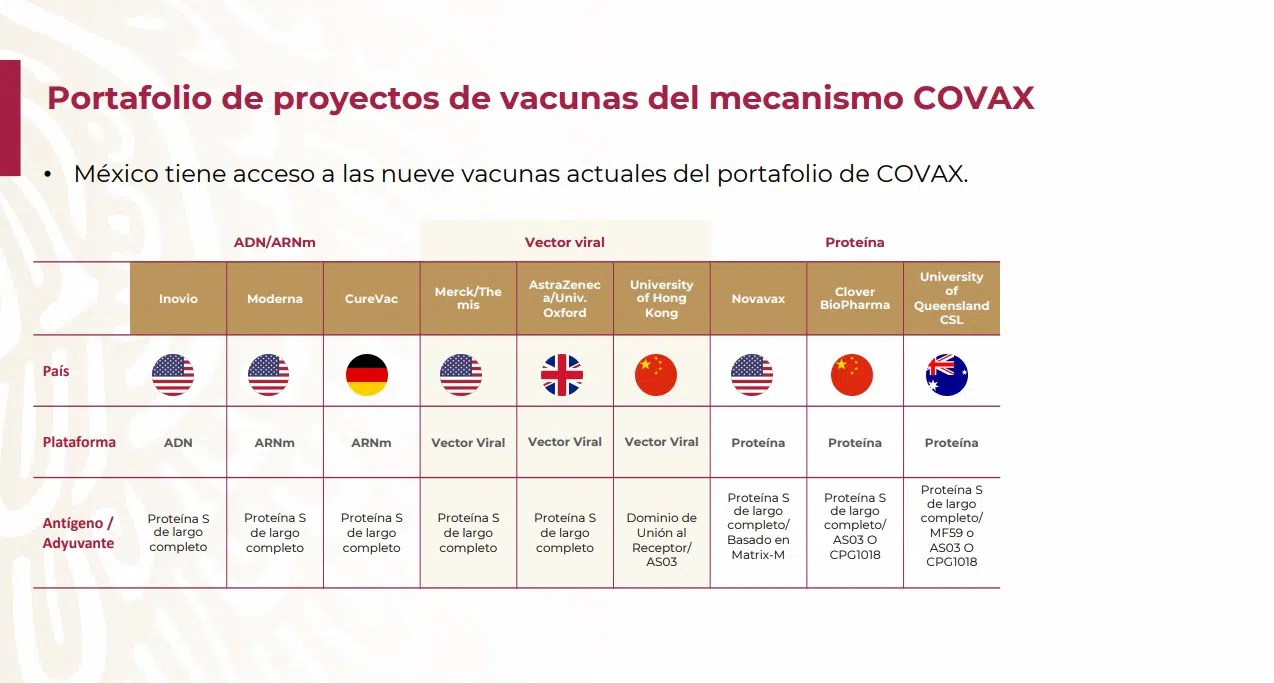 Portafolio de proyectos de vacunas del mecanismo COVAX
• México tiene acceso a las nueve vacunas actuales del portafolio de COVAX.
ADN/ARNm Vector viral Proteína
Inovio
Moderna
CureVac
Merck/The
mis
AstraZenec
a/Univ.
Oxford
University
of Hong
Kong
Novavax
Clover
BioPharma
University
of
Queensland
CSL
País
Plataforma ADN ARNm ARNm Vector Viral Vector Viral Vector Viral Proteína Proteína Proteína
Antígeno /
Adyuvante
Proteína S
de largo
completo
Proteína S
de largo
completo
Proteína S
de largo
completo
Proteína S
de largo
completo
Proteína S
de largo
completo
Dominio de
Unión al
Receptor/
AS03
Proteína S
de largo
completo/
Basado en
Matrix-M
Proteína S
de largo
completo/
AS03 O
CPG1018
Proteína S
de largo
completo/
MF59 o
AS03 O
CPG1018